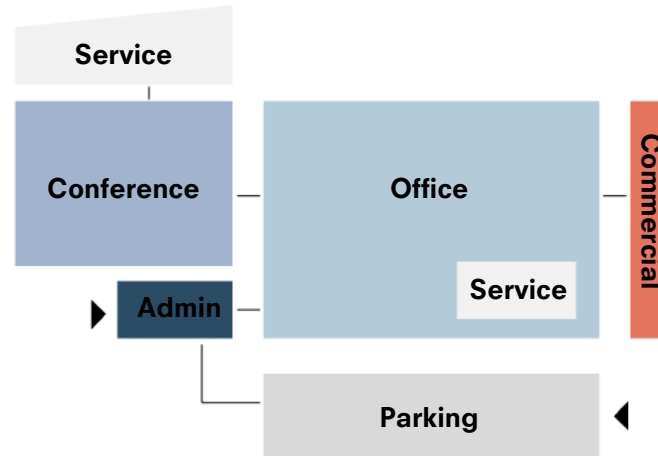 Service
Conference
Office
Commercial
Admin
Service
Parking